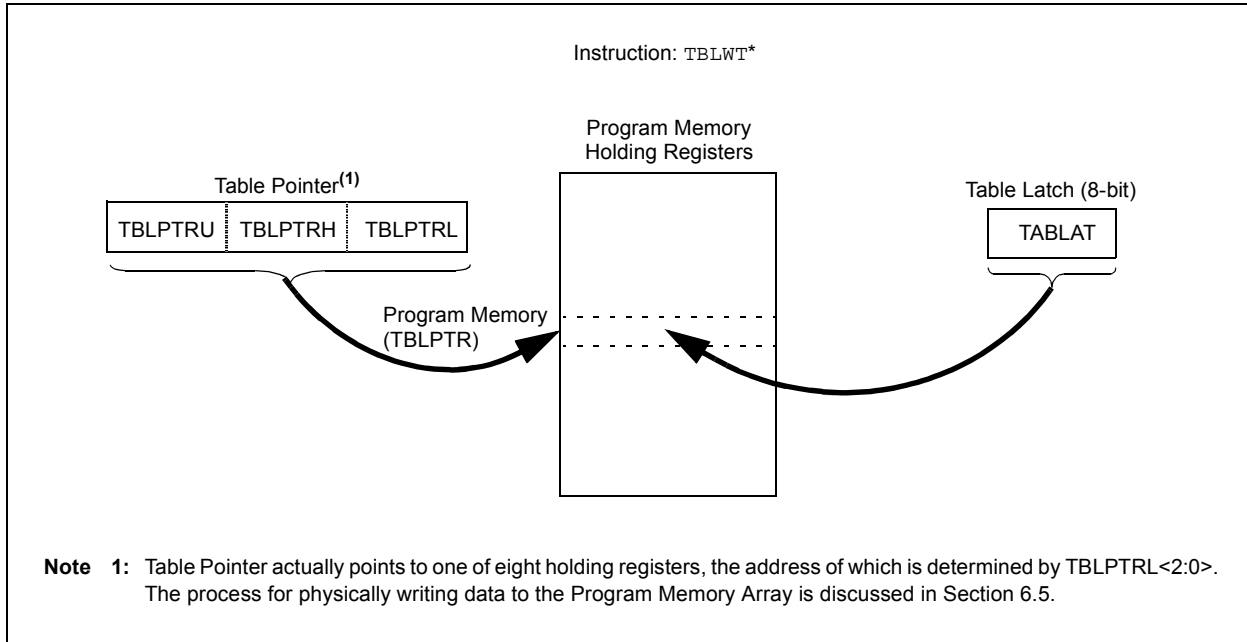 Instruction: TBLWT*
Program Memory
Holding Registers
Table Pointer(1)
Table Latch (8-bit)
TBLPTRU TBLPTRH TBLPTRL
TABLAT
Program Memory
(TBLPTR)
Note 1: Table Pointer actually points to one of eight holding registers, the address of which is determined by TBLPTRL<2:0>.
The process for physically writing data to the Program Memory Array is discussed in Section 6.5.